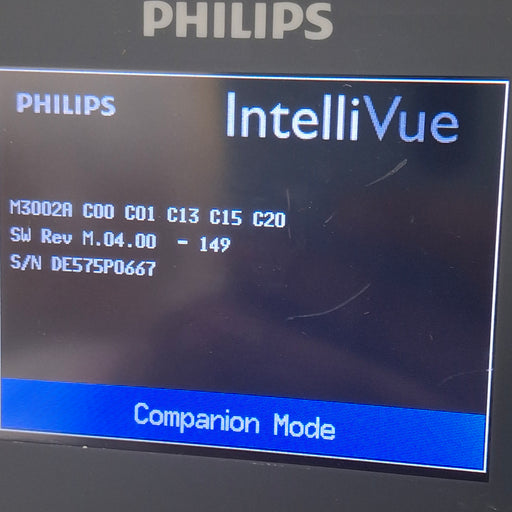 PHILIPS
PHILIPS IntelliVue
M3002A C00 C01 C13 C15 C20
SW Rev M.04.00 - 149
S/N DE575P0667
Companion Mode